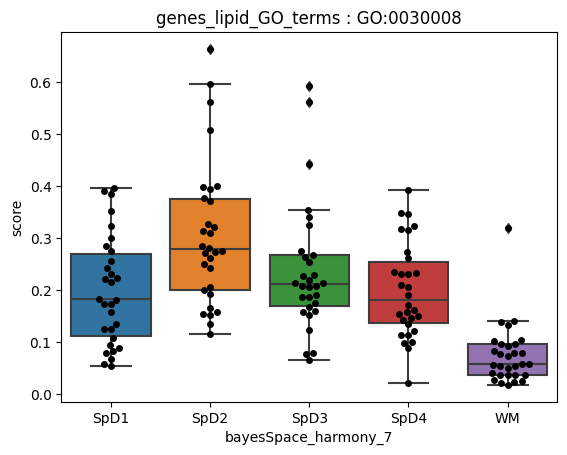 genes_lipid_GO_terms : GO:0030008
score
0.6
0.5
0.4
0.3
0.2
0.1
0.0
SpD1 SpD2 SpD3 SpD4 WM
bayesSpace_harmony_7